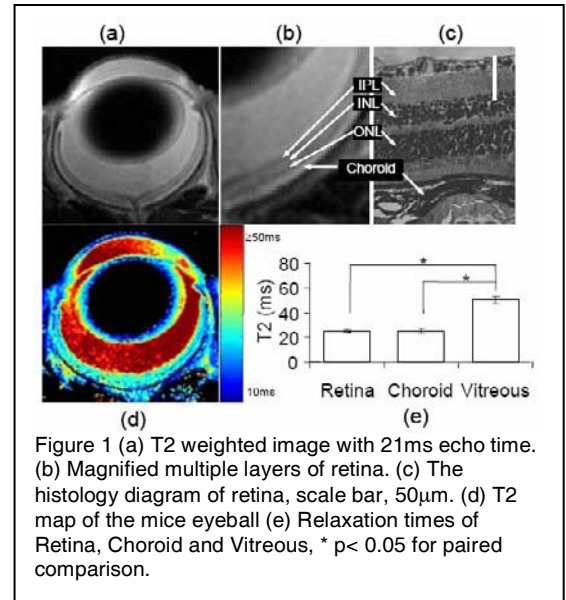 (a) (b) (c)
IPL
INL
ONL
Choroid
≥50ms
10ms
T2 (ms)
80
60
40
20
0
*
*
Retina Choroid Vitreous
(d) (e)
Figure 1 (a) T2 weighted image with 21ms echo time.
(b) Magnified multiple layers of retina. (c) The
histology diagram of retina, scale bar, 50µm. (d) T2
map of the mice eyeball (e) Relaxation times of
Retina, Choroid and Vitreous, * p< 0.05 for paired
comparison.